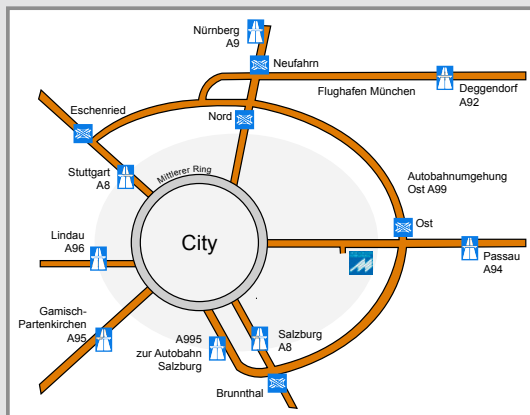 Nürnberg
A9
Neufahrn
Deggendorf
A92
Flughafen München
Eschenried
Nord
Stuttgart
A8
Mittlerer Ring
Autobahnumgehung
Ost A99
Ost
City
Lindau
A96
Passau
A94
Gamisch-
Partenkirchen
A95
A995
zur Autobahn
Salzburg
Salzburg
A8
Brunnthal